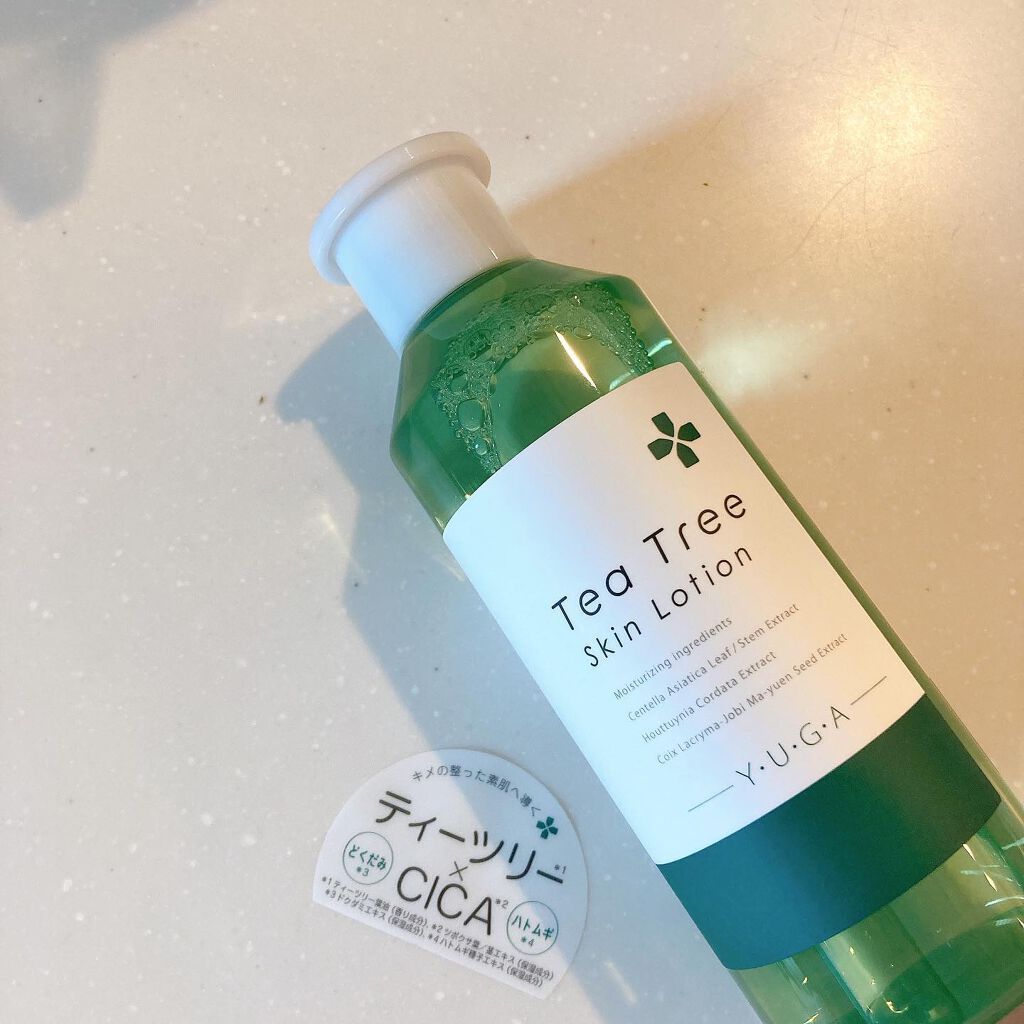 Tea Tree
Skin Lotion
Moisturizing ingredients
Centella Asiatica Leaf/Stem Extract
Houttuynia Cordata Extract
Coix Lacryma-Jobi Ma-yuen Seed Extract
Y・U・G・A
キメの整った素肌へ導く
ティーツリー*1
×
CICA*2
どくだみ
*3
ハトムギ
*4
*1 ティーツリー葉油(香り成分)、*2 ツボクサ葉/茎エキス(保湿成分)
*3 ドクダミエキス(保湿成分)、*4 ハトムギ種子エキス(保湿成分)